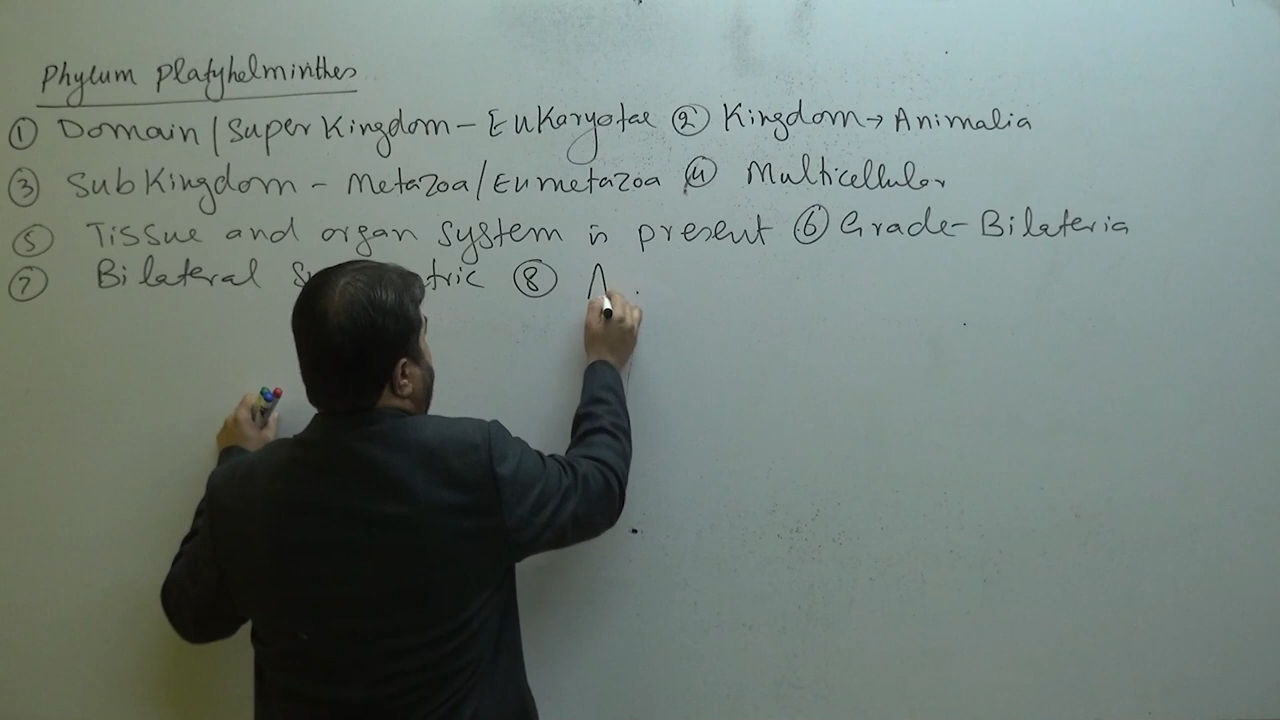 Phylum Platyhelminthes
① Domain/Super Kingdom - Eukaryotae ② Kingdom → Animalia
③ Sub Kingdom - Metazoa/Eumetazoa ④ Multicellular
⑤ Tissue and organ system is present ⑥ Grade - Bilateria
⑦ Bilateral S tric ⑧ A